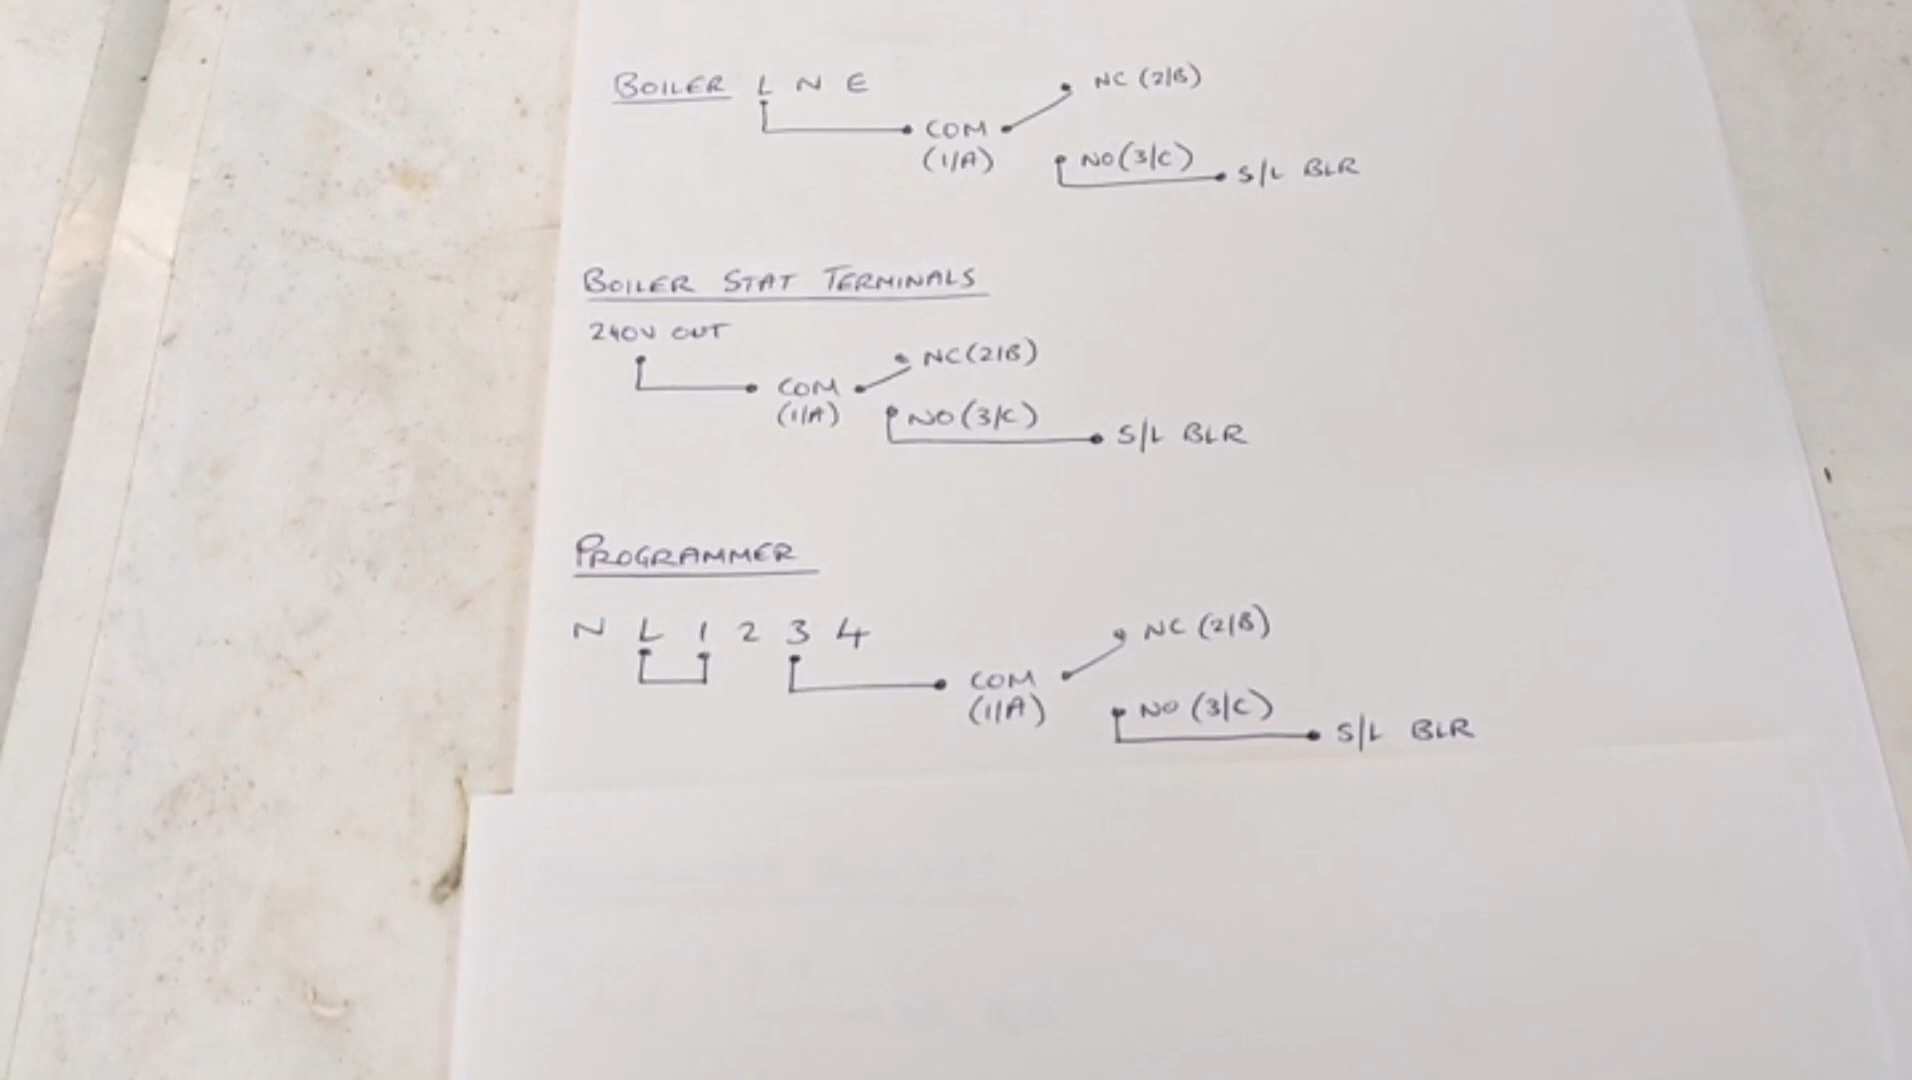 BOILER L N E
NC (2/B)
COM
(1/A)
NO (3/C)
S/L BLR
BOILER STAT TERMINALS
240V OUT
NC (2/B)
COM
(1/A)
NO (3/C)
S/L BLR
PROGRAMMER
N L 1 2 3 4
NC (2/B)
COM
(1/A)
NO (3/C)
S/L BLR